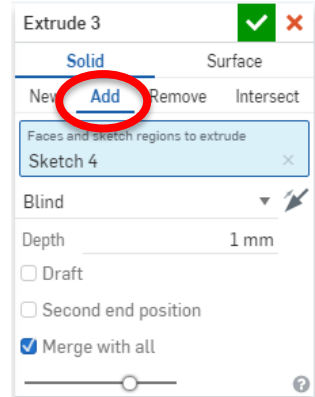 Extrude 3
Solid Surface
New Add Remove Intersect
Faces and sketch regions to extrude
Sketch 4
Blind
Depth 1 mm
Draft
Second end position
Merge with all